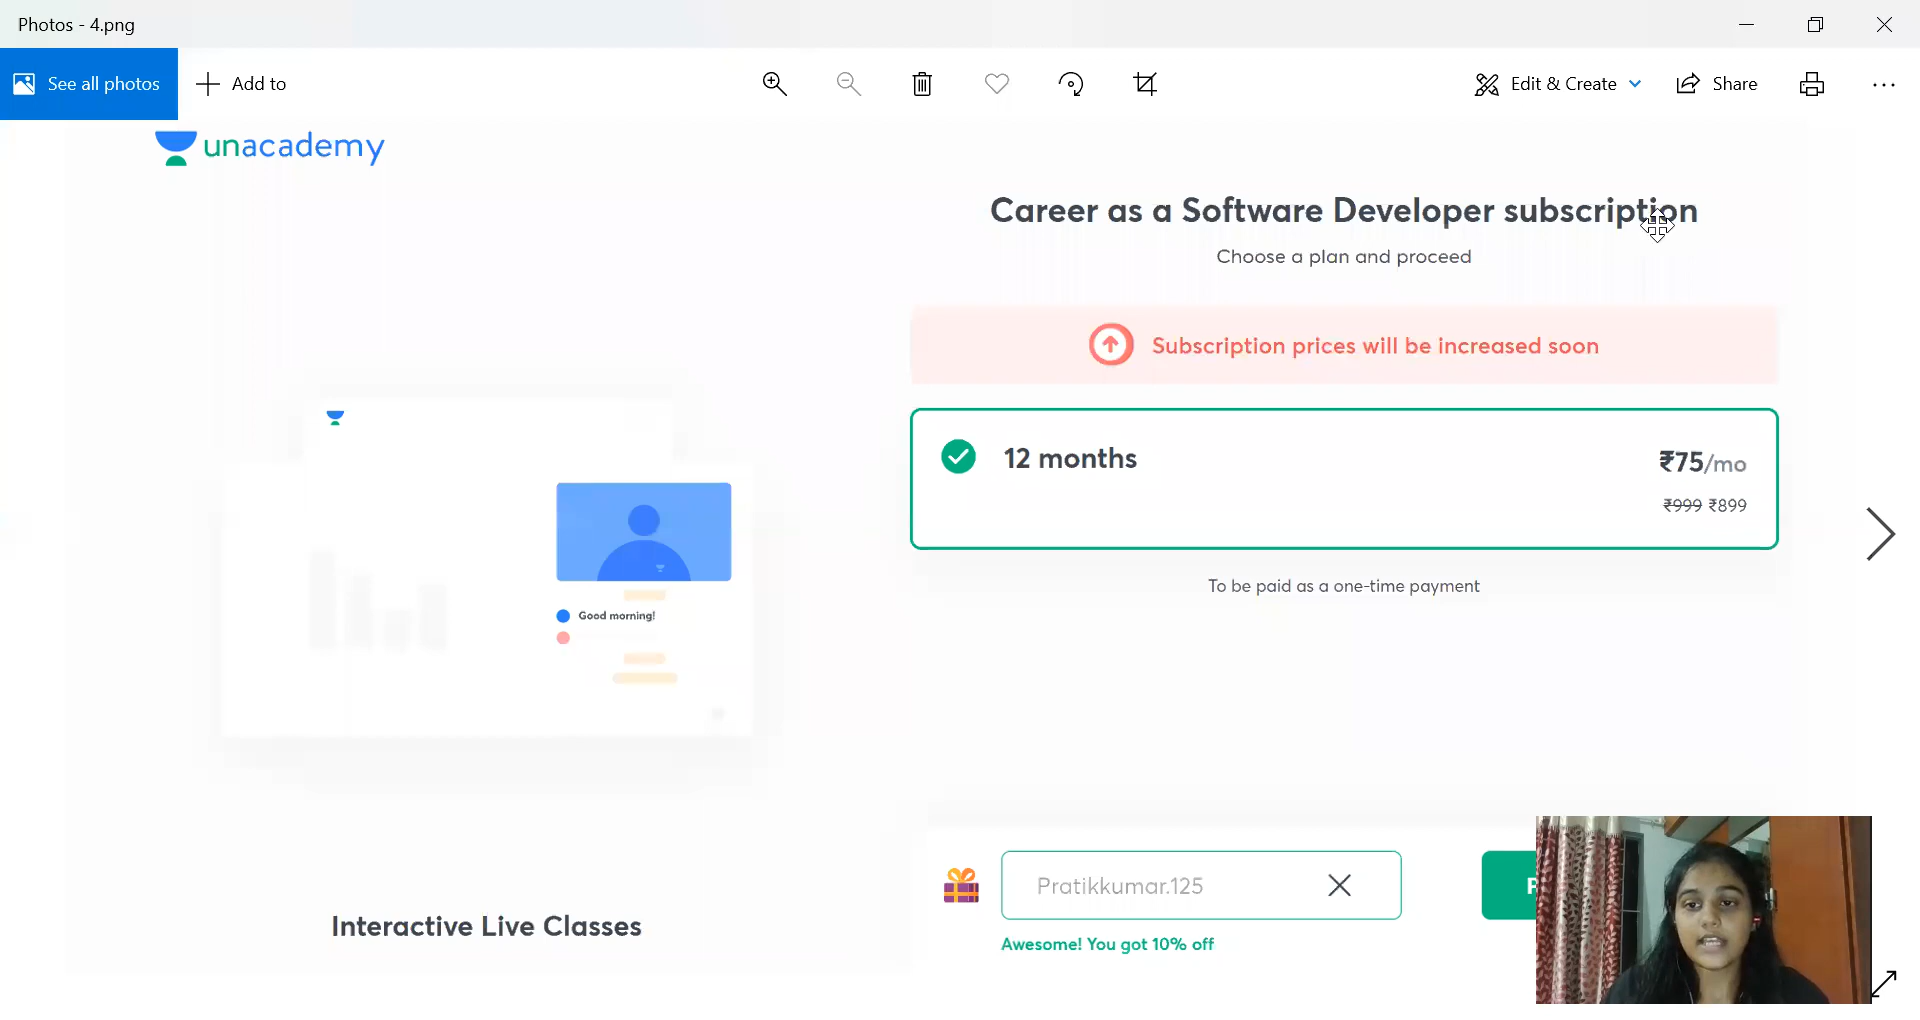 Photos - 4.png
See all photos
Add to
Edit & Create
Share
unacademy
Career as a Software Developer subscription
Choose a plan and proceed
Subscription prices will be increased soon
12 months
₹75/mo
₹999 ₹899
To be paid as a one-time payment
Good morning!
Pratikkumar.125
Awesome! You got 10% off
Interactive Live Classes